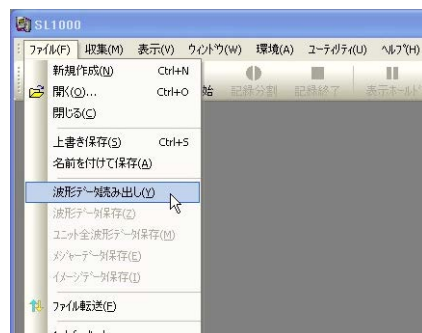 SL1000
ファイル(F) 収集(M) 表示(V) ウィンドウ(W) 環境(A) ユーティリティ(U) ヘルプ(H)
新規作成(N) Ctrl+N
開く(O)... Ctrl+O
始 記録分割 記録終了 表示ホールド
閉じる(C)
上書き保存(S) Ctrl+S
名前を付けて保存(A)
波形データ読み出し(Y)
波形データ保存(Z)
ユニット全波形データ保存(M)
メジャーデータ保存(E)
イメージデータ保存(I)
ファイル転送(F)